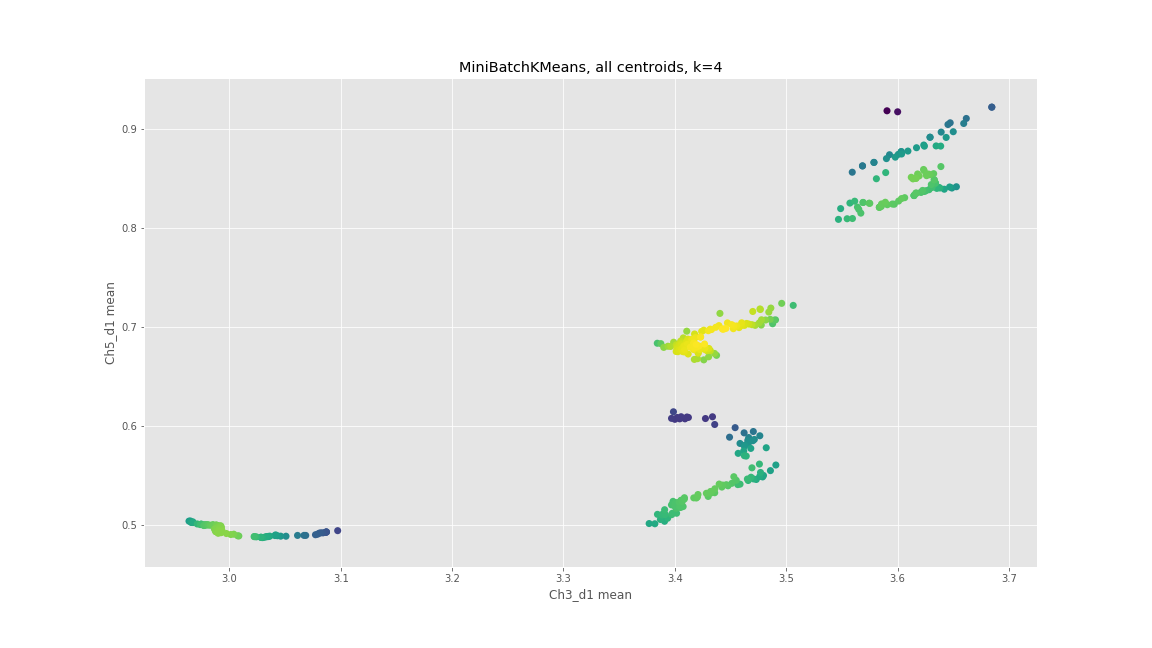 MiniBatchKMeans, all centroids, k=4
Ch5_d1 mean
0.9
0.8
0.7
0.6
0.5
3.0 3.1 3.2 3.3 3.4 3.5 3.6 3.7
Ch3_d1 mean